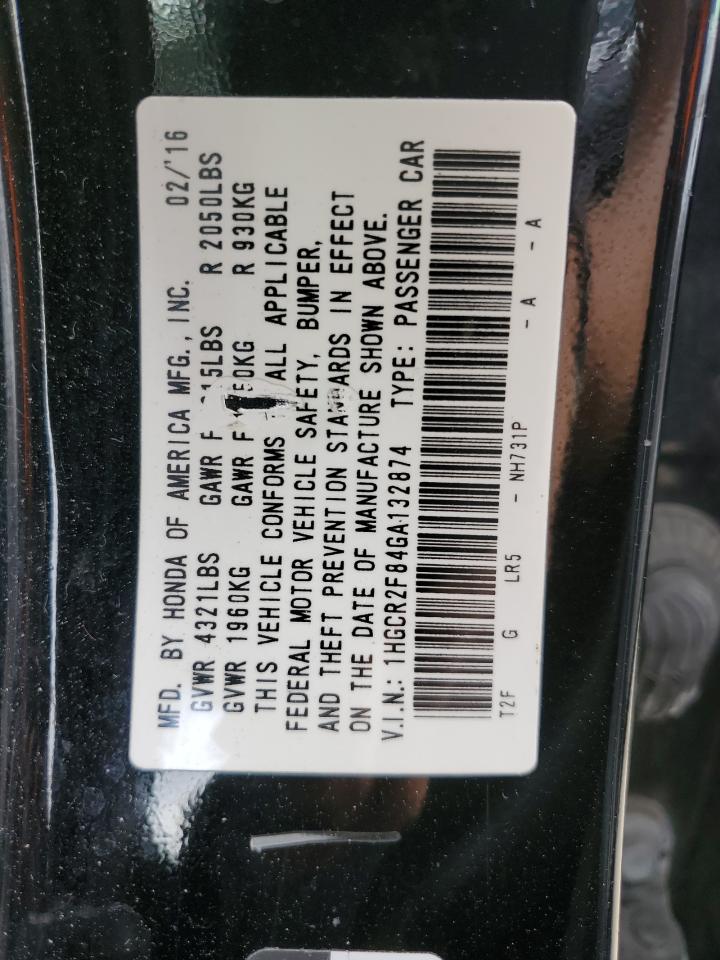 MFD. BY HONDA OF AMERICA MFG., INC. 02/'16
GVWR 4321LBS GAWR F R 2050LBS
GVWR 1960KG GAWR F R 930KG
THIS VEHICLE CONFORMS ALL APPLICABLE
FEDERAL MOTOR VEHICLE SAFETY, BUMPER,
AND THEFT PREVENTION STANDARDS IN EFFECT
ON THE DATE OF MANUFACTURE SHOWN ABOVE.
V.I.N.: 1HGCR2F84GA132874 TYPE: PASSENGER CAR
T2F G LR5 - NH731P - A - A